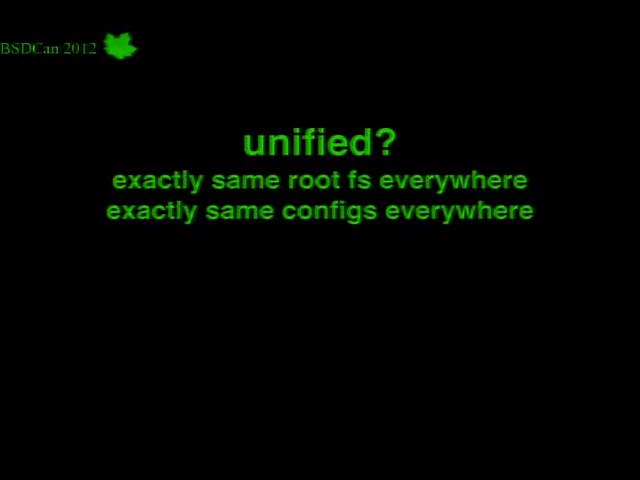 BSDCan 2012
unified?
exactly same root fs everywhere
exactly same configs everywhere